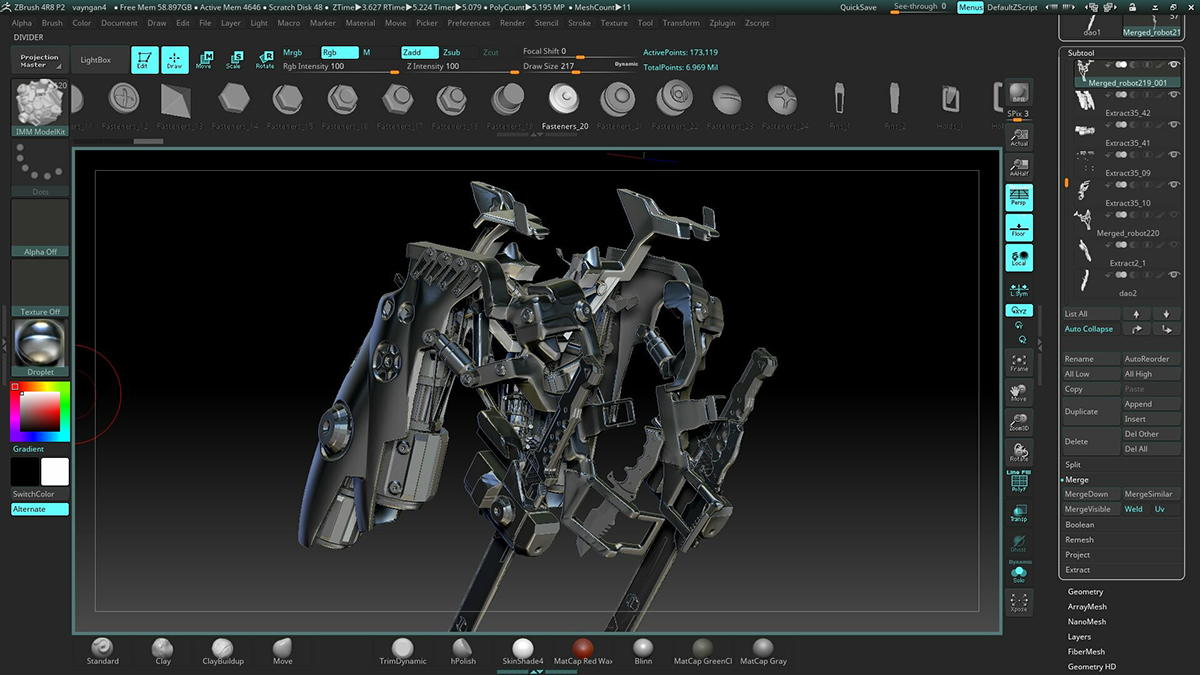 ZBrush 4R8 P2 vayngan4 ● Free Mem 58.897GB ● Active Mem 4646 ● Scratch Disk 48 ● ZTime▶3.627 RTime▶5.224 Timer▶5.079 ● PolyCount▶5.195 MP ● MeshCount▶11 QuickSave See-through 0 Menus DefaultZScript
Alpha Brush Color Document Draw Edit File Layer Light Macro Marker Material Movie Picker Preferences Render Stencil Stroke Texture Tool Transform Zplugin Zscript
DIVIDER
Projection Master
LightBox
Edit Draw Move Scale Rotate
Mrgb Rgb M Zadd Zsub Zcut
Rgb Intensity 100 Z Intensity 100
Focal Shift 0
Draw Size 217 Dynamic
ActivePoints: 173,119
TotalPoints: 6.969 Mil
20
IMM ModelKit
Fasteners_12 Fasteners_13 Fasteners_14 Fasteners_15 Fasteners_16 Fasteners_17 Fasteners_18 Fasteners_19 Fasteners_20 Fasteners_21 Fasteners_22 Fasteners_23 Fasteners_24 Fins_1 Fins_2 Holds_1
Dots
Alpha Off
Texture Off
Droplet
Gradient
SwitchColor
Alternate
BPR
SPix 3
Actual
AAHalf
Persp
Floor
Local
L.Sym
XYZ
Frame
Move
Zoom3D
Rotate
Line Fill
PolyF
Transp
Ghost
Dynamic
Solo
Xpose
57
dao1 Merged_robot21
Subtool
Merged_robot219_001
Extract35_42
Extract35_41
Extract35_09
Extract35_10
Merged_robot220
Extract2_1
dao2
List All
Auto Collapse
Rename AutoReorder
All Low All High
Copy Paste
Duplicate Append
Insert
Delete Del Other
Del All
Split
Merge
MergeDown MergeSimilar
MergeVisible Weld Uv
Boolean
Remesh
Project
Extract
Geometry
ArrayMesh
NanoMesh
Layers
FiberMesh
Geometry HD
Standard Clay ClayBuildup Move TrimDynamic hPolish SkinShade4 MatCap Red Wax Blinn MatCap GreenCl MatCap Gray